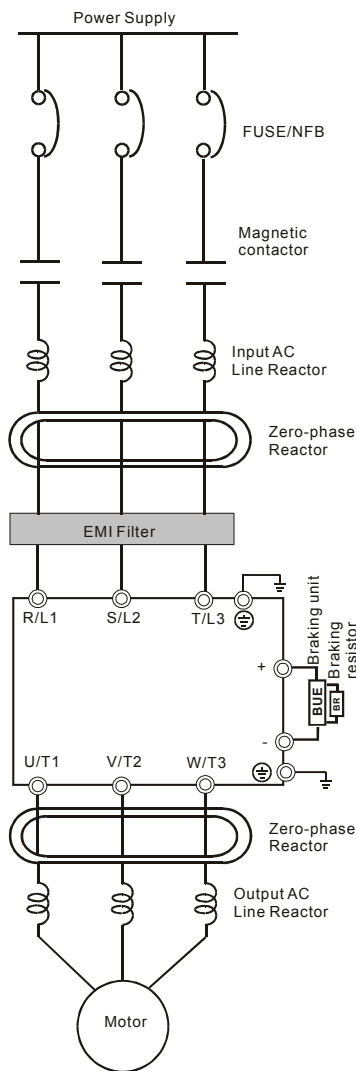 Power Supply
FUSE/NFB
Magnetic
contactor
Input AC
Line Reactor
Zero-phase
Reactor
EMI Filter
R/L1
S/L2
T/L3
+
Braking unit
Braking
resistor
BUE
BR
-
U/T1
V/T2
W/T3
Zero-phase
Reactor
Output AC
Line Reactor
Motor